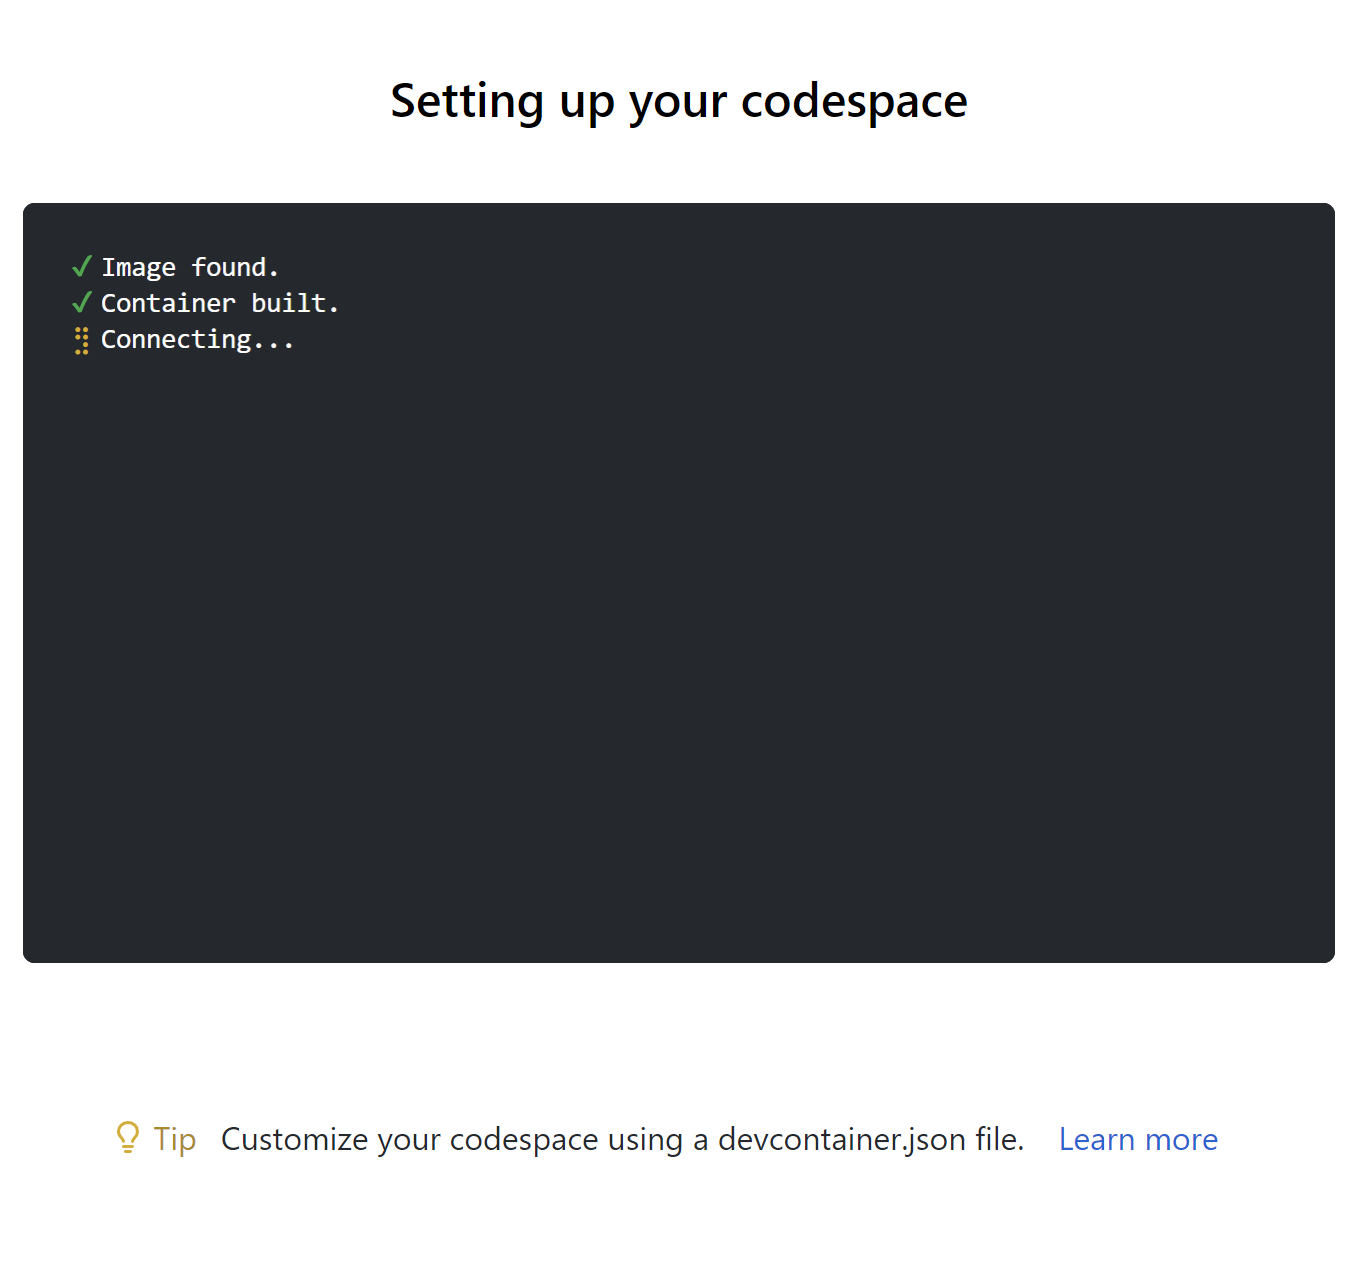 Setting up your codespace
✓ Image found.
✓ Container built.
Connecting...
Tip Customize your codespace using a devcontainer.json file. Learn more